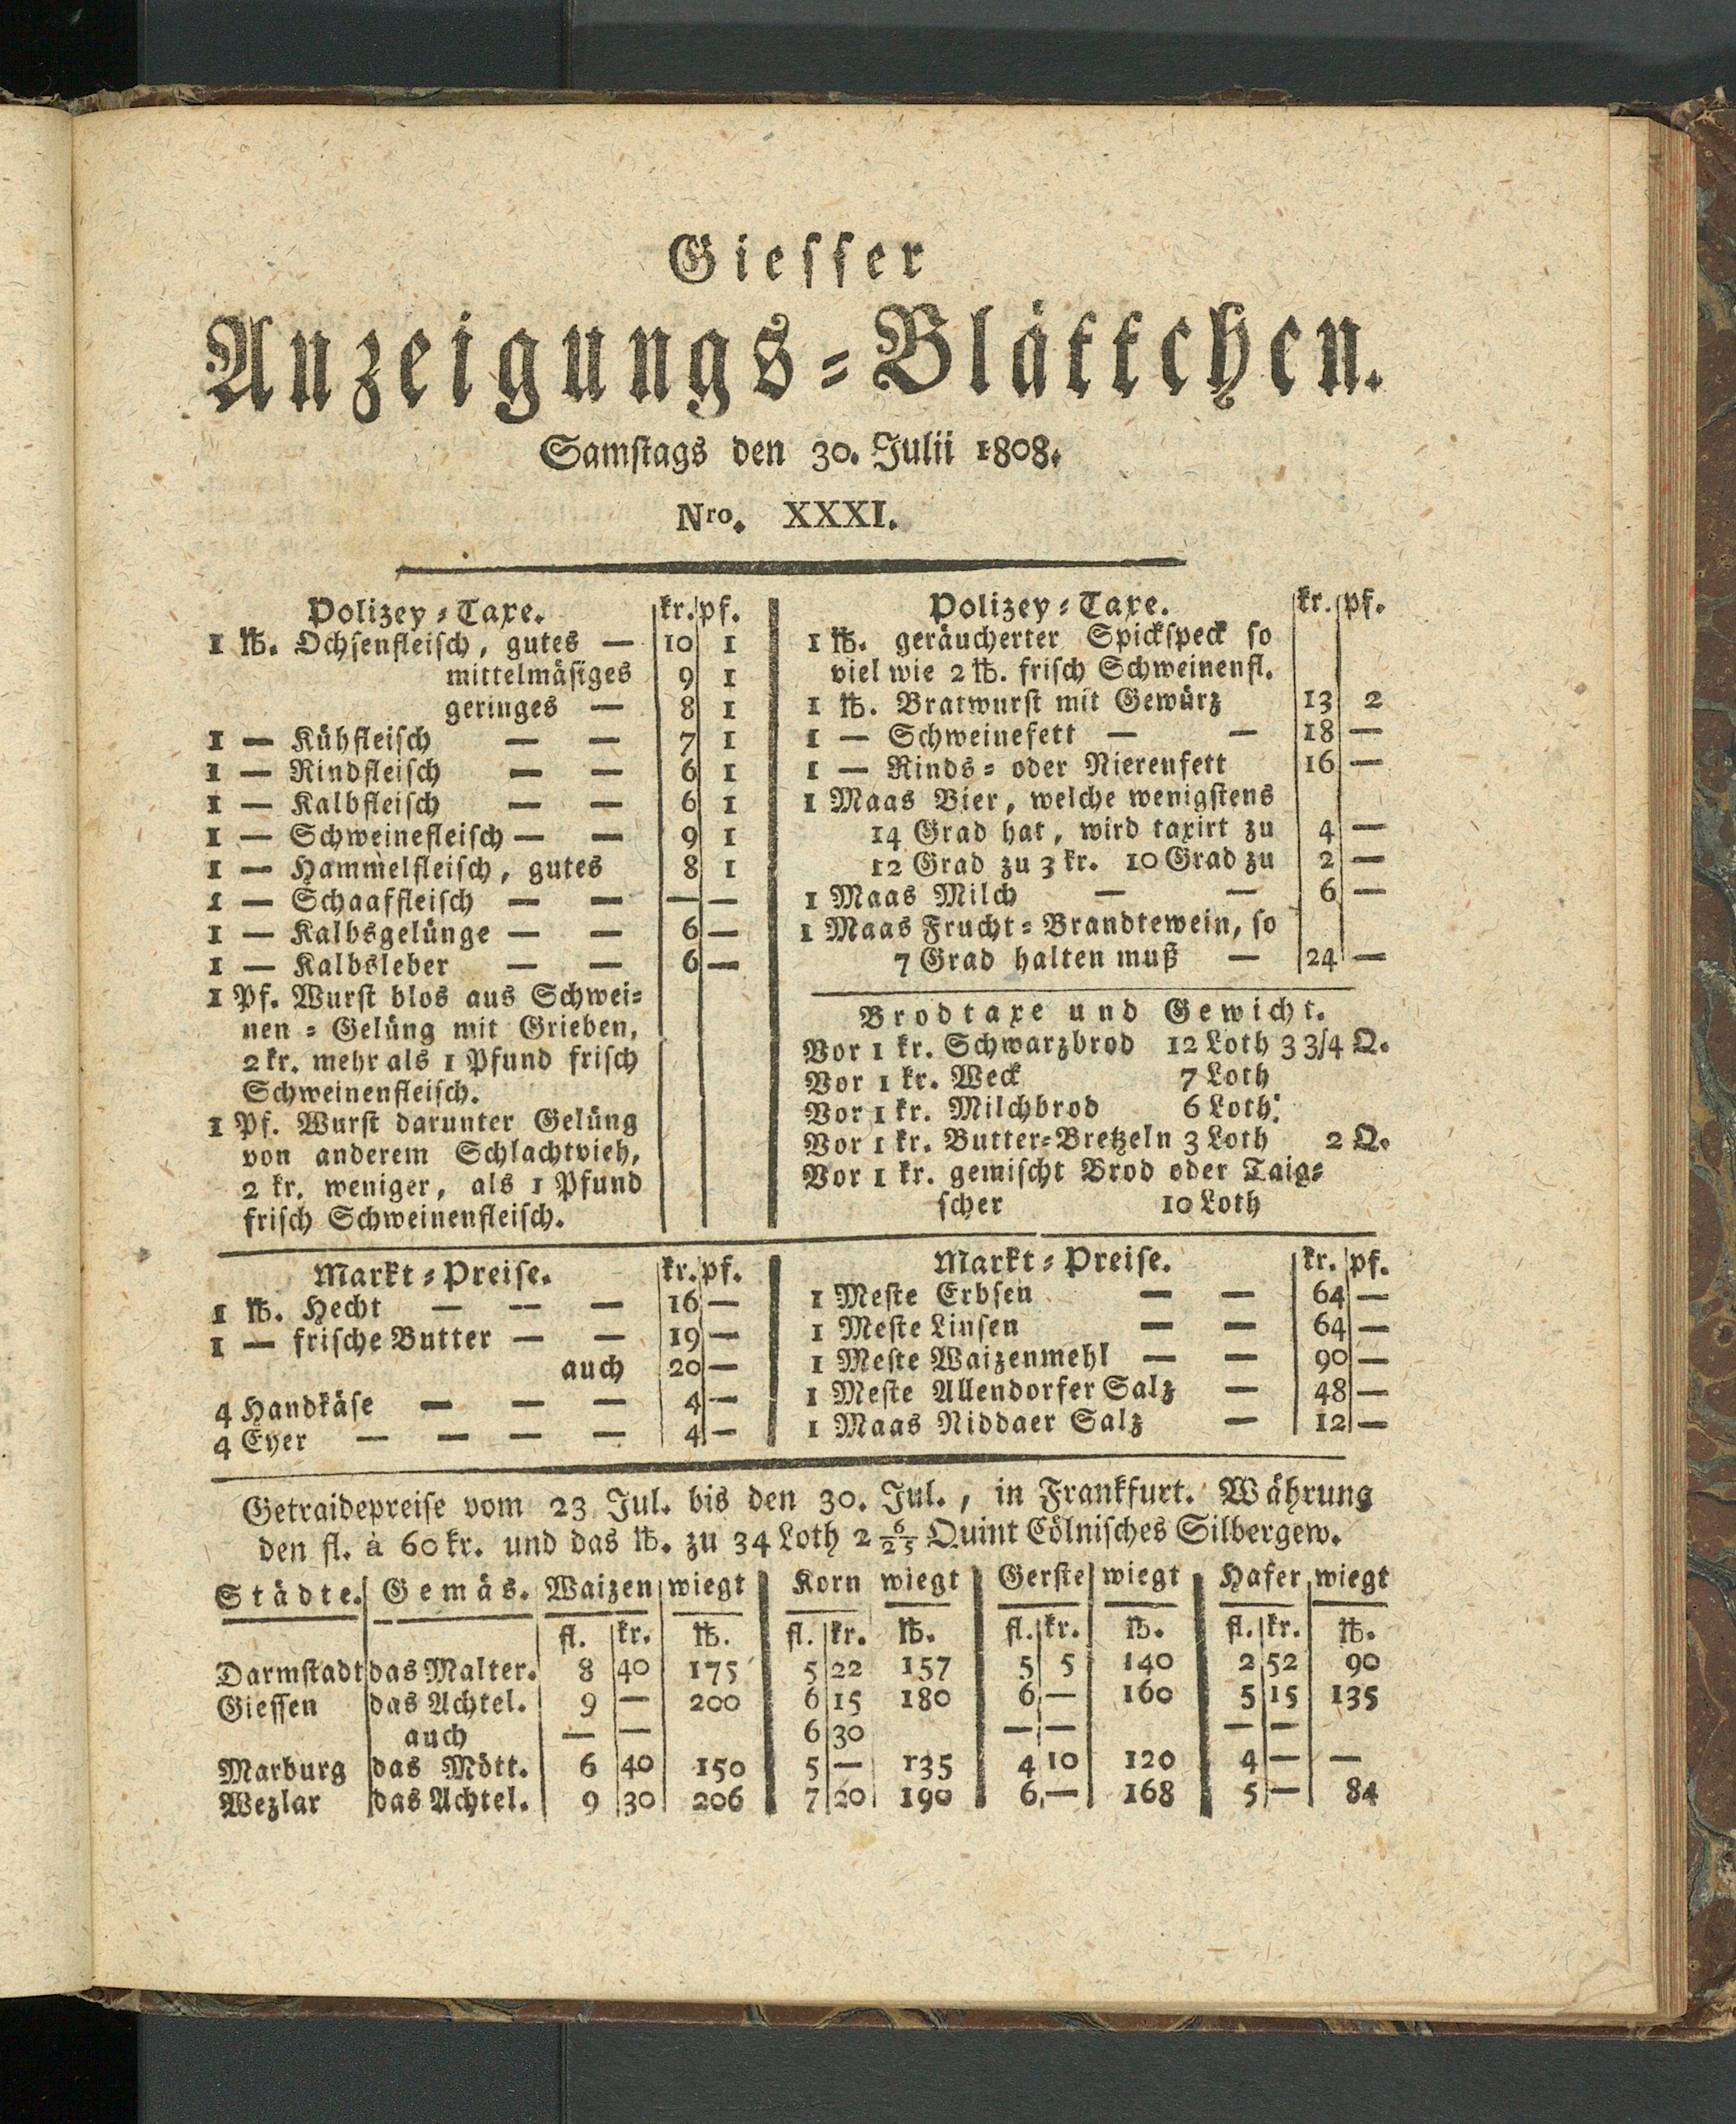 Giesser
Anzeigungs-Blättchen.
Samstags den 30. Julii 1808.
Nro. XXXI.
Polizey-Taxe. kr. pf.
1 ℔. Ochsenfleisch, gutes — 10 1
mittelmäsiges 9 1
geringes — 8 1
1 — Kühfleisch — — 7 1
1 — Rindfleisch — — 6 1
1 — Kalbfleisch — — 6 1
1 — Schweinefleisch — — 9 1
1 — Hammelfleisch, gutes 8 1
1 — Schaaffleisch — — — —
1 — Kalbsgelünge — — 6 —
1 — Kalbsleber — — 6 —
1 Pf. Wurst blos aus Schwei-
nen-Gelüng mit Grieben,
2 kr. mehr als 1 Pfund frisch
Schweinenfleisch.
1 Pf. Wurst darunter Gelüng
von anderem Schlachtvieh,
2 kr. weniger, als 1 Pfund
frisch Schweinenfleisch.
Polizey-Taxe. kr. pf.
1 ℔. geräucherter Spickspeck so
viel wie 2 ℔. frisch Schweinenfl.
1 ℔. Bratwurst mit Gewürz 13 2
1 — Schweinefett — — 18 —
1 — Rinds- oder Nierenfett 16 —
1 Maas Bier, welche wenigstens
14 Grad hat, wird taxirt zu 4 —
12 Grad zu 3 kr. 10 Grad zu 2 —
1 Maas Milch — — 6 —
1 Maas Frucht-Brandtewein, so
7 Grad halten muß — 24 —
Brodtaxe und Gewicht.
Vor 1 kr. Schwarzbrod 12 Loth 3 3/4 Q.
Vor 1 kr. Weck 7 Loth
Vor 1 kr. Milchbrod 6 Loth.
Vor 1 kr. Butter-Bretzeln 3 Loth 2 Q.
Vor 1 kr. gemischt Brod oder Taig-
scher 10 Loth
Markt-Preise. kr. pf.
1 ℔. Hecht — — — 16 —
1 — frische Butter — — 19 —
auch 20 —
4 Handkäse — — — 4 —
4 Eyer — — — — 4 —
Markt-Preise. kr. pf.
1 Meste Erbsen — — 64 —
1 Meste Linsen — — 64 —
1 Meste Waizenmehl — — 90 —
1 Meste Allendorfer Salz — 48 —
1 Maas Niddaer Salz — 12 —
Getraidepreise vom 23 Jul. bis den 30. Jul., in Frankfurt. Währung
den fl. à 60 kr. und das ℔. zu 34 Loth 2 6/25 Quint Cölnisches Silbergew.
Städte. Gemäs. Waizen wiegt Korn wiegt Gerste wiegt Hafer wiegt
fl. kr. ℔. fl. kr. ℔. fl. kr. ℔. fl. kr. ℔.
Darmstadt das Malter. 8 40 175 5 22 157 5 5 140 2 52 90
Giessen das Achtel. 9 — 200 6 15 180 6 — 160 5 15 135
auch — — 6 30 — — — —
Marburg das Mött. 6 40 150 5 — 135 4 10 120 4 — —
Wezlar das Achtel. 9 30 206 7 20 190 6 — 168 5 — 84